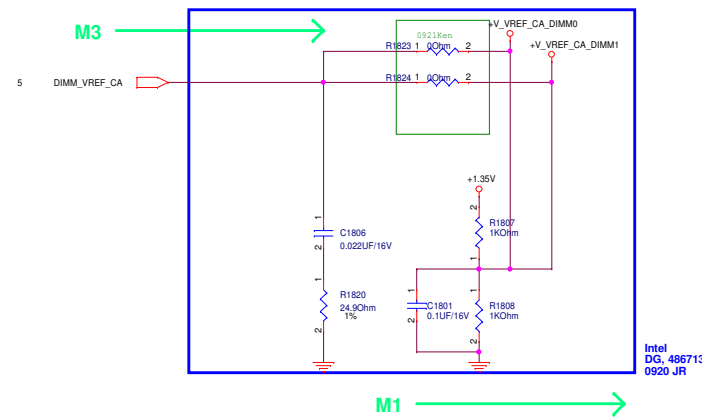 M3
0921Ken
+V_VREF_CA_DIMM0
R1823 1 0Ohm 2
+V_VREF_CA_DIMM1
5 DIMM_VREF_CA
R1824 1 0Ohm 2
+1.35V
2
R1807
1KOhm
1
1
C1806
0.022UF/16V
2
1
R1820
24.9Ohm
1%
2
1
C1801
0.1UF/16V
2
1
R1808
1KOhm
2
Intel
DG, 486713
0920 JR
M1